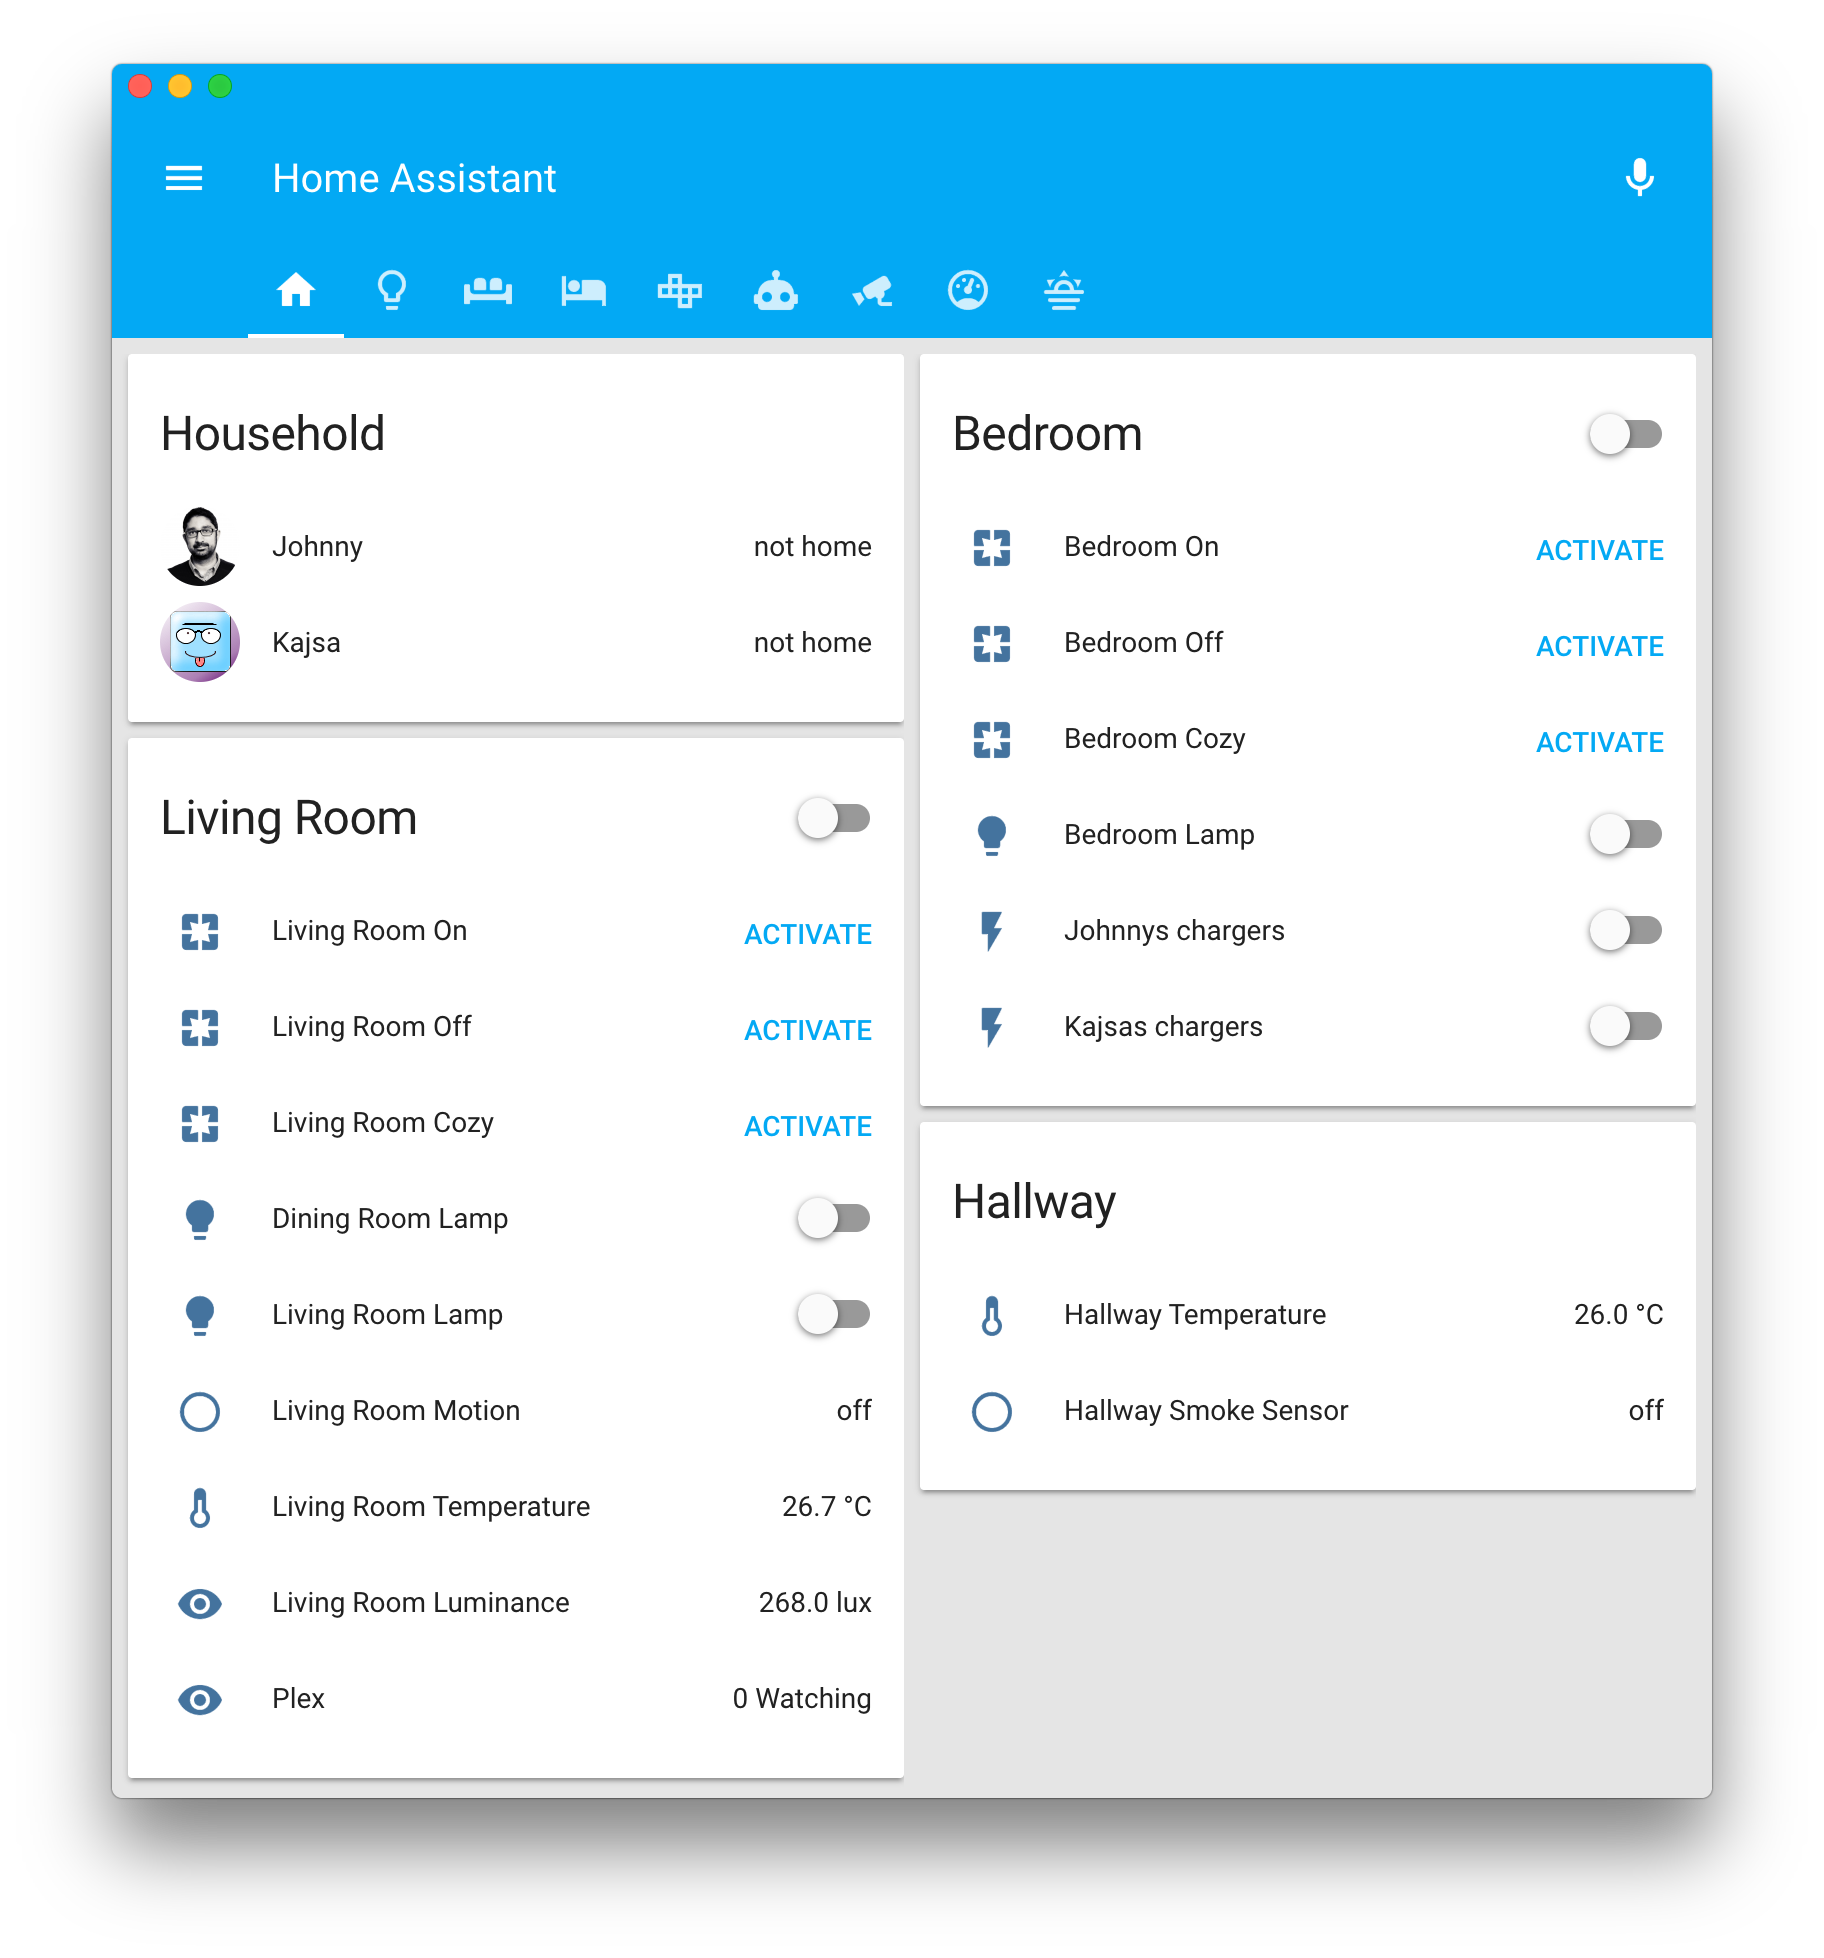 Home Assistant
Household
Johnny not home
Kajsa not home
Living Room
Living Room On ACTIVATE
Living Room Off ACTIVATE
Living Room Cozy ACTIVATE
Dining Room Lamp
Living Room Lamp
Living Room Motion off
Living Room Temperature 26.7 °C
Living Room Luminance 268.0 lux
Plex 0 Watching
Bedroom
Bedroom On ACTIVATE
Bedroom Off ACTIVATE
Bedroom Cozy ACTIVATE
Bedroom Lamp
Johnnys chargers
Kajsas chargers
Hallway
Hallway Temperature 26.0 °C
Hallway Smoke Sensor off